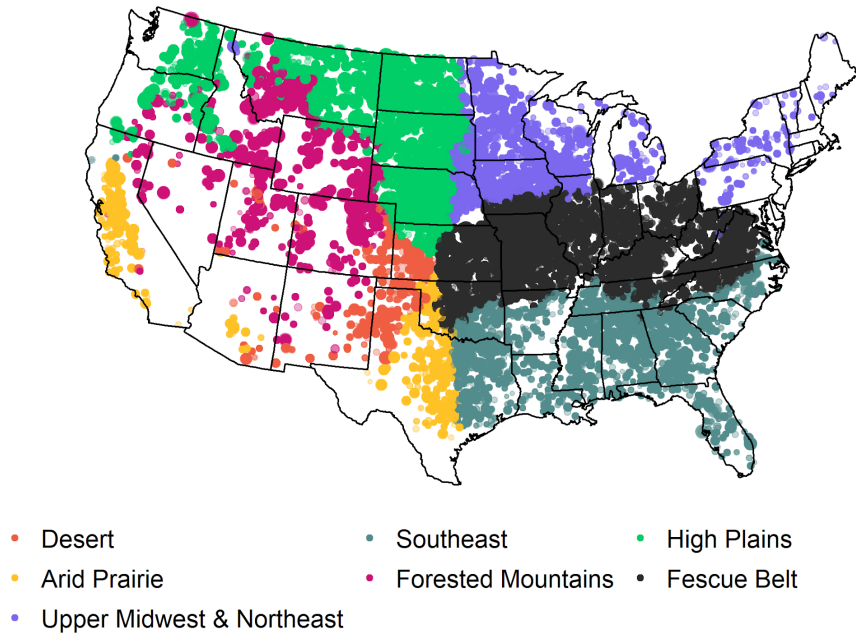 Desert
Southeast
High Plains
Arid Prairie
Forested Mountains
Fescue Belt
Upper Midwest & Northeast